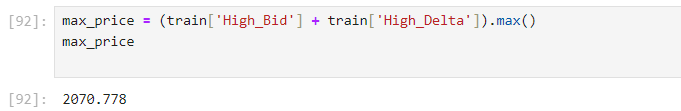 [92]: max_price = (train['High_Bid'] + train['High_Delta']).max()
max_price
[92]: 2070.778